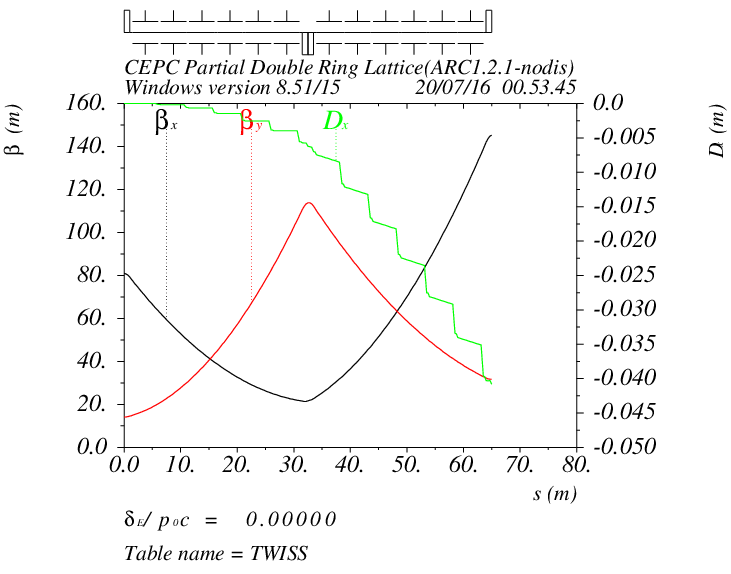 CEPC Partial Double Ring Lattice(ARC1.2.1-nodis)
Windows version 8.51/15 20/07/16 00.53.45
β (m)
160.
140.
120.
100.
80.
60.
40.
20.
0.0
βx
βy
Dx
0.0
-0.005
-0.010
-0.015
-0.020
-0.025
-0.030
-0.035
-0.040
-0.045
-0.050
D (m)
0.0 10. 20. 30. 40. 50. 60. 70. 80.
s (m)
δE/ p0c = 0.00000
Table name = TWISS